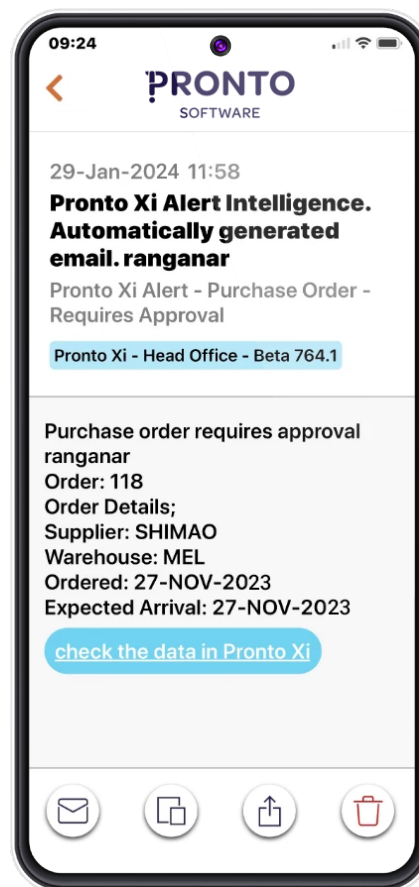 09:24
PRONTO
SOFTWARE
29-Jan-2024 11:58
Pronto Xi Alert Intelligence.
Automatically generated
email. ranganar
Pronto Xi Alert - Purchase Order -
Requires Approval
Pronto Xi - Head Office - Beta 764.1
Purchase order requires approval
ranganar
Order: 118
Order Details;
Supplier: SHIMAO
Warehouse: MEL
Ordered: 27-NOV-2023
Expected Arrival: 27-NOV-2023
check the data in Pronto Xi